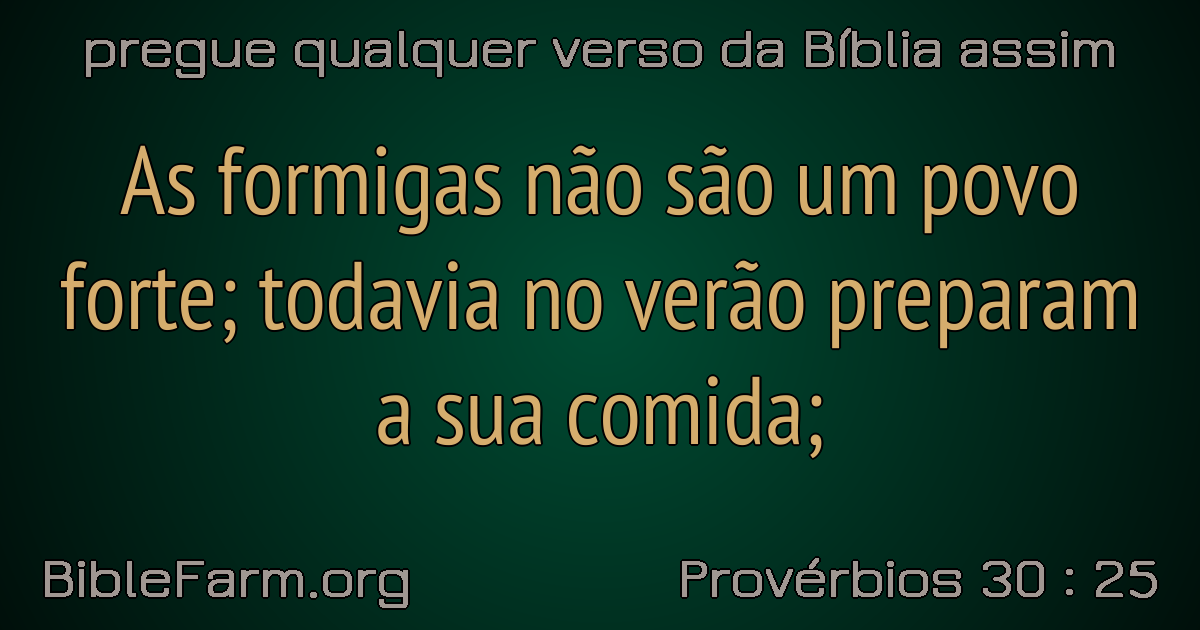 pregue qualquer verso da Bíblia assim
As formigas não são um povo
forte; todavia no verão preparam
a sua comida;
BibleFarm.org
Provérbios 30 : 25